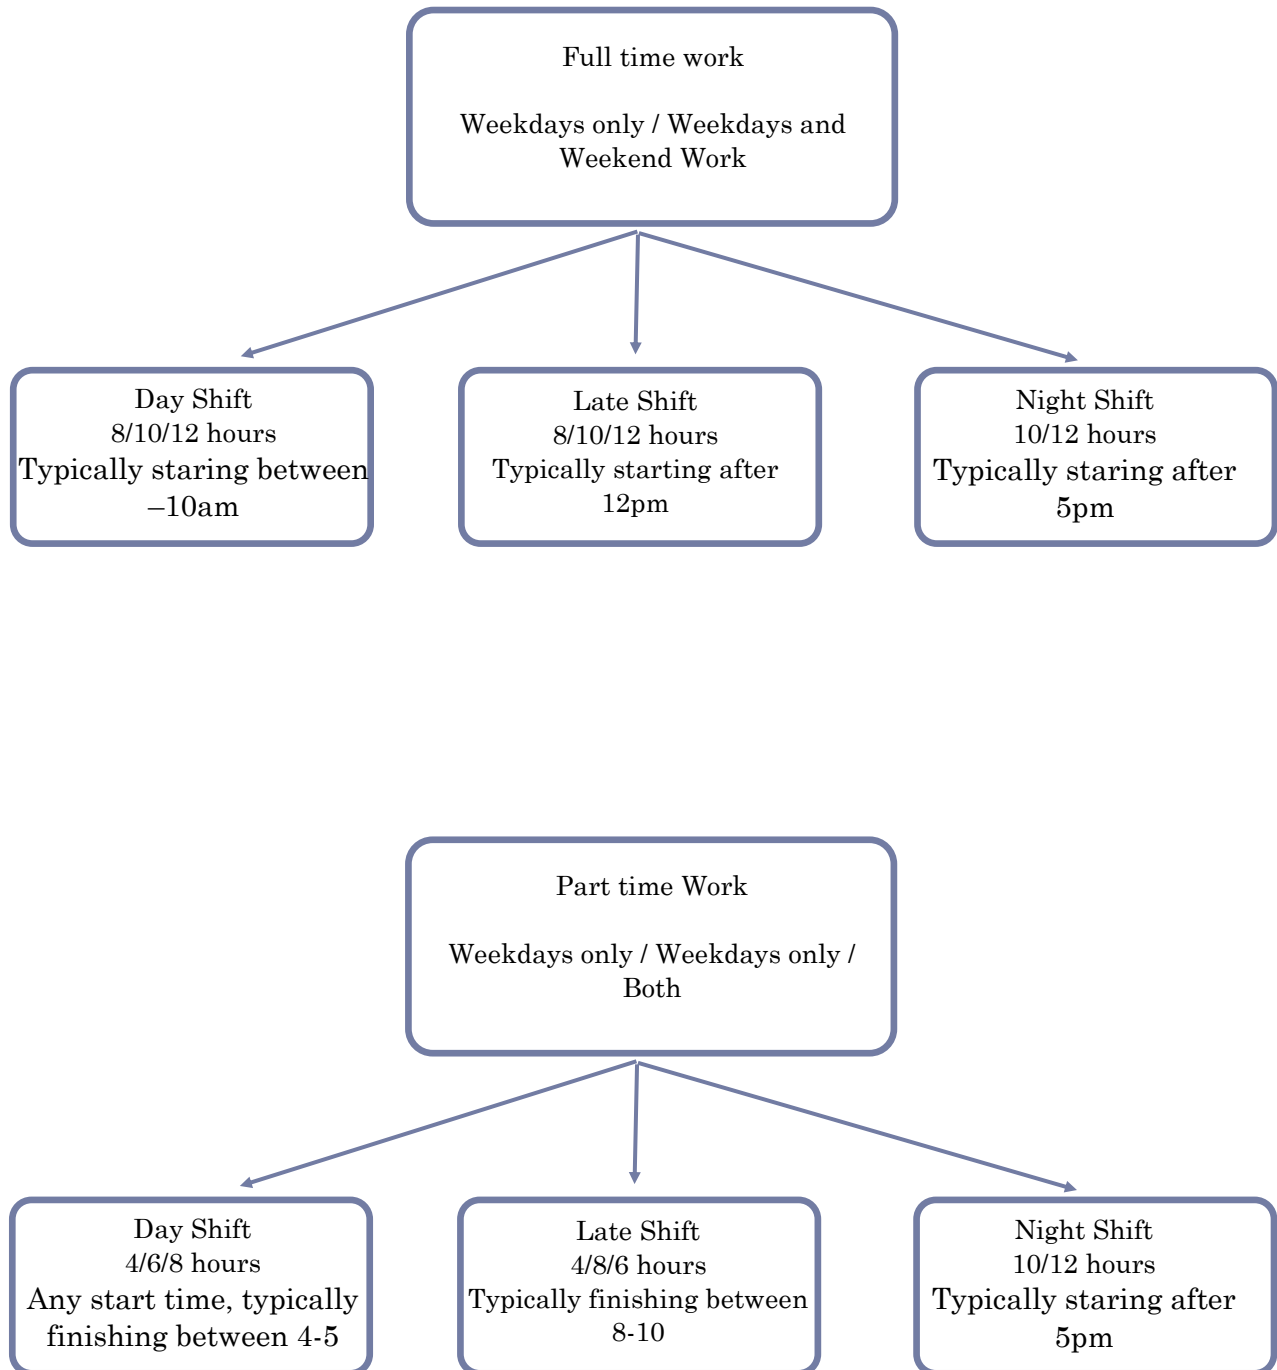 Full time work
Weekdays only / Weekdays and
Weekend Work
Day Shift
8/10/12 hours
Typically staring between
–10am
Late Shift
8/10/12 hours
Typically starting after
12pm
Night Shift
10/12 hours
Typically staring after
5pm
Part time Work
Weekdays only / Weekdays only /
Both
Day Shift
4/6/8 hours
Any start time, typically
finishing between 4-5
Late Shift
4/8/6 hours
Typically finishing between
8-10
Night Shift
10/12 hours
Typically staring after
5pm